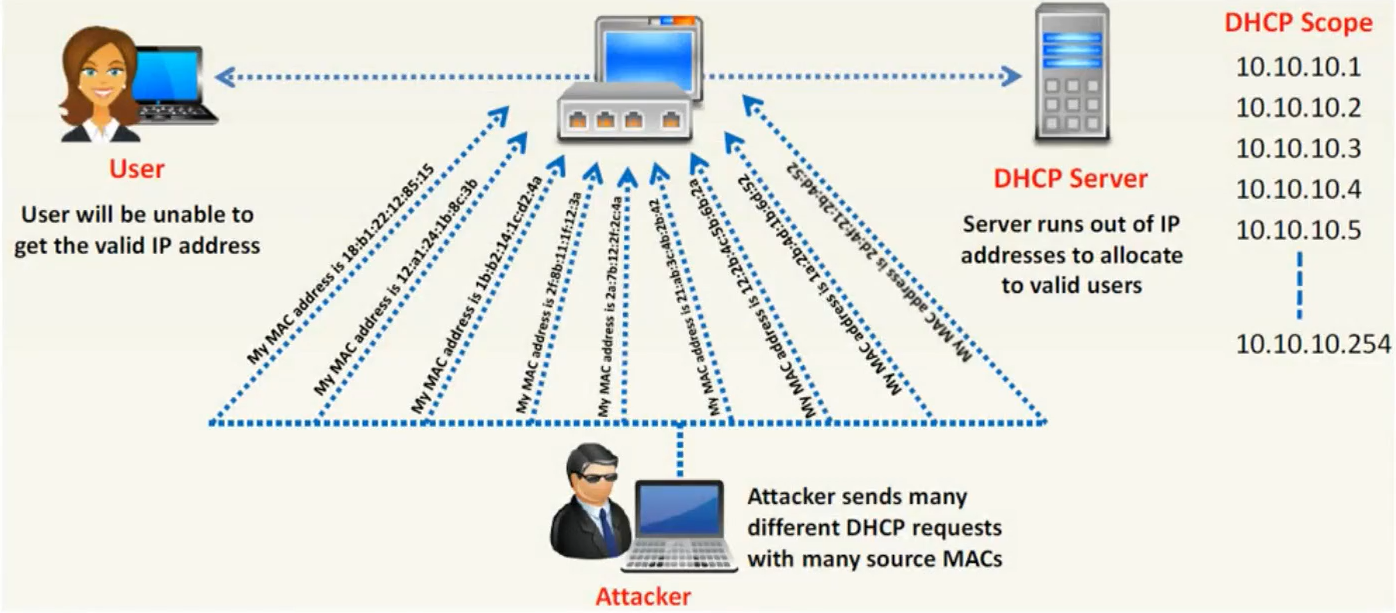 DHCP Scope
10.10.10.1
10.10.10.2
10.10.10.3
10.10.10.4
10.10.10.5
10.10.10.254
User
User will be unable to
get the valid IP address
DHCP Server
Server runs out of IP
addresses to allocate
to valid users
My MAC address is 18:b1:22:12:85:15
My MAC address is 12:a1:24:1b:8c:3b
My MAC address is 1b:b2:14:1c:d2:4a
My MAC address is 2f:8b:11:1f:12:3a
My MAC address is 2a:7b:12:2f:2c:4a
My MAC address is 21:ab:3c:4b:2b:42
My MAC address is 12:2b:4c:5b:6b:2a
My MAC address is 1a:2b:4d:1b:6d:52
My MAC address is 2d:4f:21:2b:4d:52
Attacker sends many
different DHCP requests
with many source MACs
Attacker